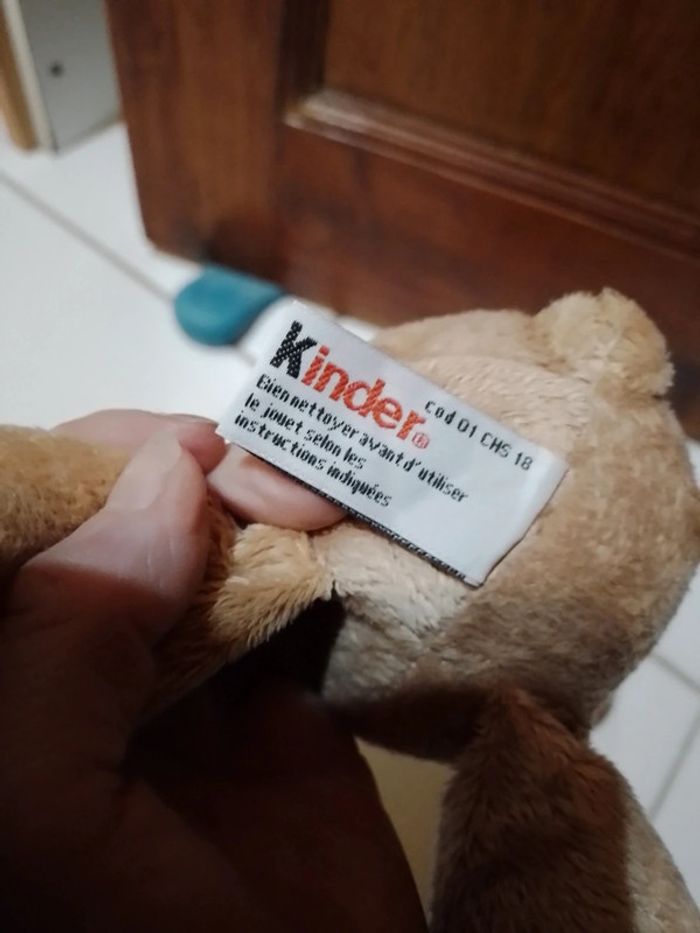 Kinder®
Cod 01 CHS 18
Bien nettoyer avant d'utiliser
le jouet selon les
instructions indiquées